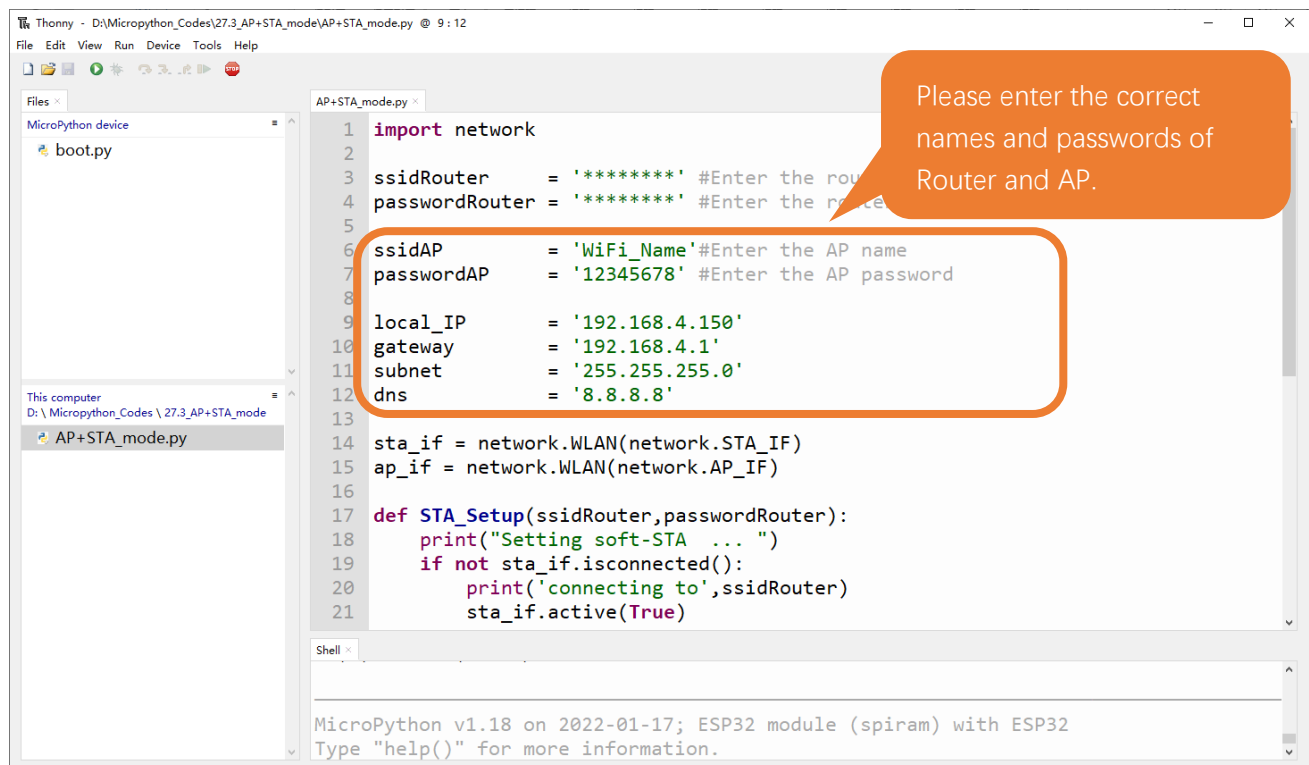 Thonny - D:\Micropython_Codes\27.3_AP+STA_mode\AP+STA_mode.py @ 9 : 12
File Edit View Run Device Tools Help
STOP
Files
MicroPython device
boot.py
This computer
D: \ Micropython_Codes \ 27.3_AP+STA_mode
AP+STA_mode.py
AP+STA_mode.py
1 import network
2
3 ssidRouter = '********' #Enter the
4 passwordRouter = '********' #Enter the
5
6 ssidAP = 'WiFi_Name'#Enter the AP name
7 passwordAP = '12345678' #Enter the AP password
8
9 local_IP = '192.168.4.150'
10 gateway = '192.168.4.1'
11 subnet = '255.255.255.0'
12 dns = '8.8.8.8'
13
14 sta_if = network.WLAN(network.STA_IF)
15 ap_if = network.WLAN(network.AP_IF)
16
17 def STA_Setup(ssidRouter,passwordRouter):
18 print("Setting soft-STA ... ")
19 if not sta_if.isconnected():
20 print('connecting to',ssidRouter)
21 sta_if.active(True)
Please enter the correct
names and passwords of
Router and AP.
Shell
MicroPython v1.18 on 2022-01-17; ESP32 module (spiram) with ESP32
Type "help()" for more information.